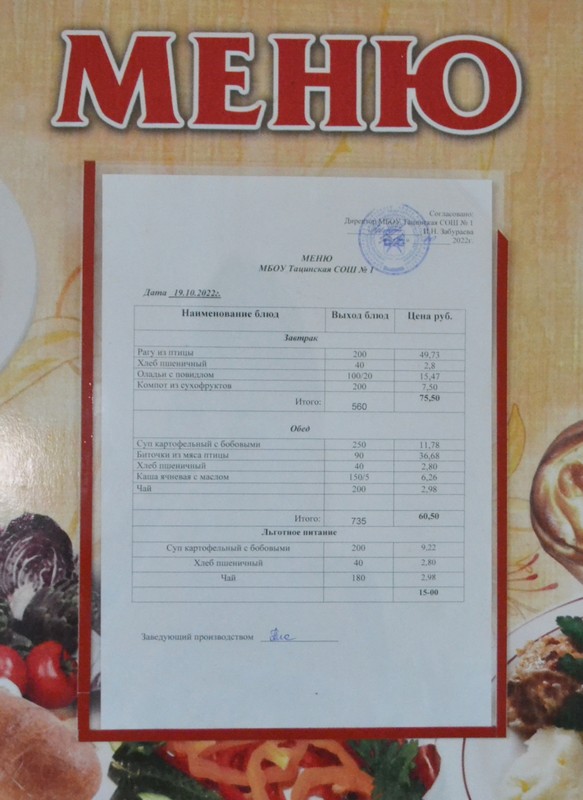 МЕНЮ
Согласовано:
Директор МБОУ Тацинская СОШ № 1
И.Н. Забураева
2022г.
МЕНЮ
МБОУ Тацинская СОШ № 1
Дата 19.10.2022г.
Наименование блюд Выход блюд Цена руб.
Завтрак
Рагу из птицы 200 49,73
Хлеб пшеничный 40 2,8
Оладьи с повидлом 100/20 15,47
Компот из сухофруктов 200 7,50
Итого: 560 75,50
Обед
Суп картофельный с бобовыми 250 11,78
Биточки из мяса птицы 90 36,68
Хлеб пшеничный 40 2,80
Каша ячневая с маслом 150/5 6,26
Чай 200 2,98
Итого: 735 60,50
Льготное питание
Суп картофельный с бобовыми 200 9,22
Хлеб пшеничный 40 2,80
Чай 180 2,98
15-00
Заведующий производством